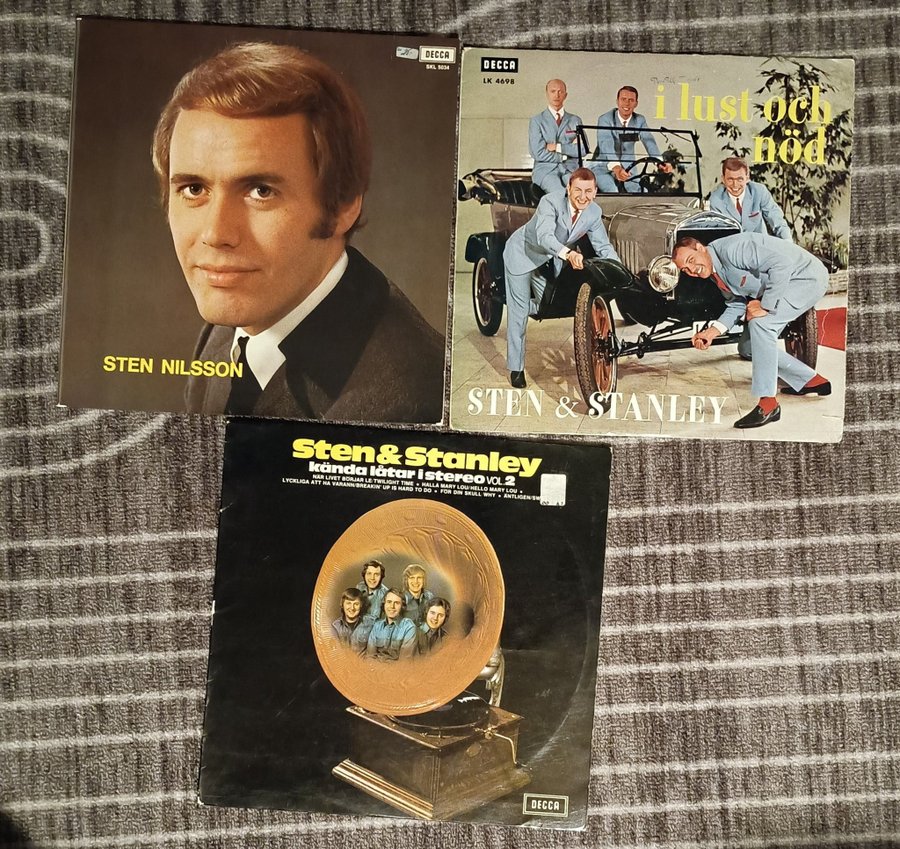 DECCA
SKL 5034
STEN NILSSON
DECCA
LK 4698
i lust och
nöd
STEN & STANLEY
Sten & Stanley
kända låtar i stereo VOL 2
NÄR LIVET BÖRJAR LE/TWILIGHT TIME • HALLÅ MARY LOU/HELLO MARY LOU •
LYCKLIGA ATT HA VARANN/BREAKIN' UP IS HARD TO DO • FÖR DIN SKULL WHY • ÄNTLIGEN/SW
DECCA